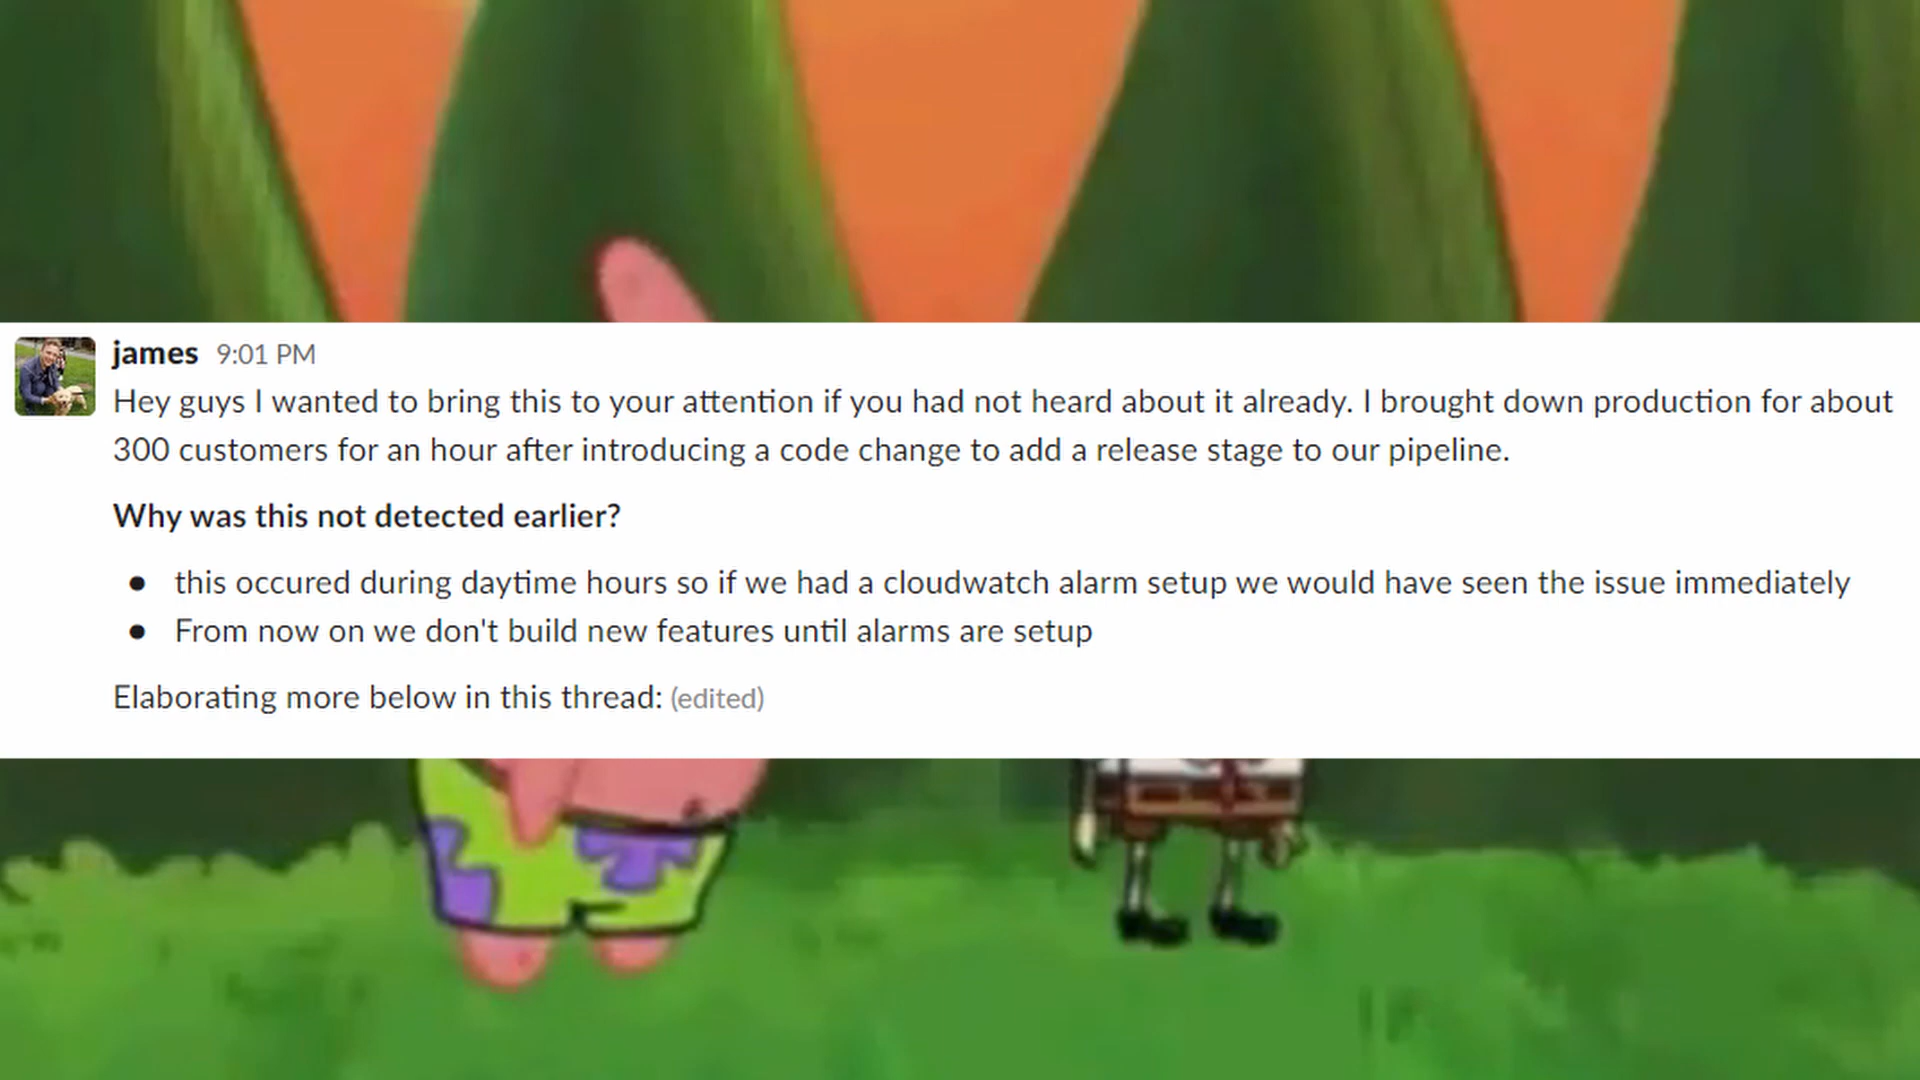 james 9:01 PM
Hey guys I wanted to bring this to your attention if you had not heard about it already. I brought down production for about
300 customers for an hour after introducing a code change to add a release stage to our pipeline.
Why was this not detected earlier?
● this occured during daytime hours so if we had a cloudwatch alarm setup we would have seen the issue immediately
● From now on we don't build new features until alarms are setup
Elaborating more below in this thread: (edited)